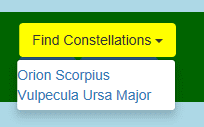 Find Constellations
Orion Scorpius
Vulpecula Ursa Major